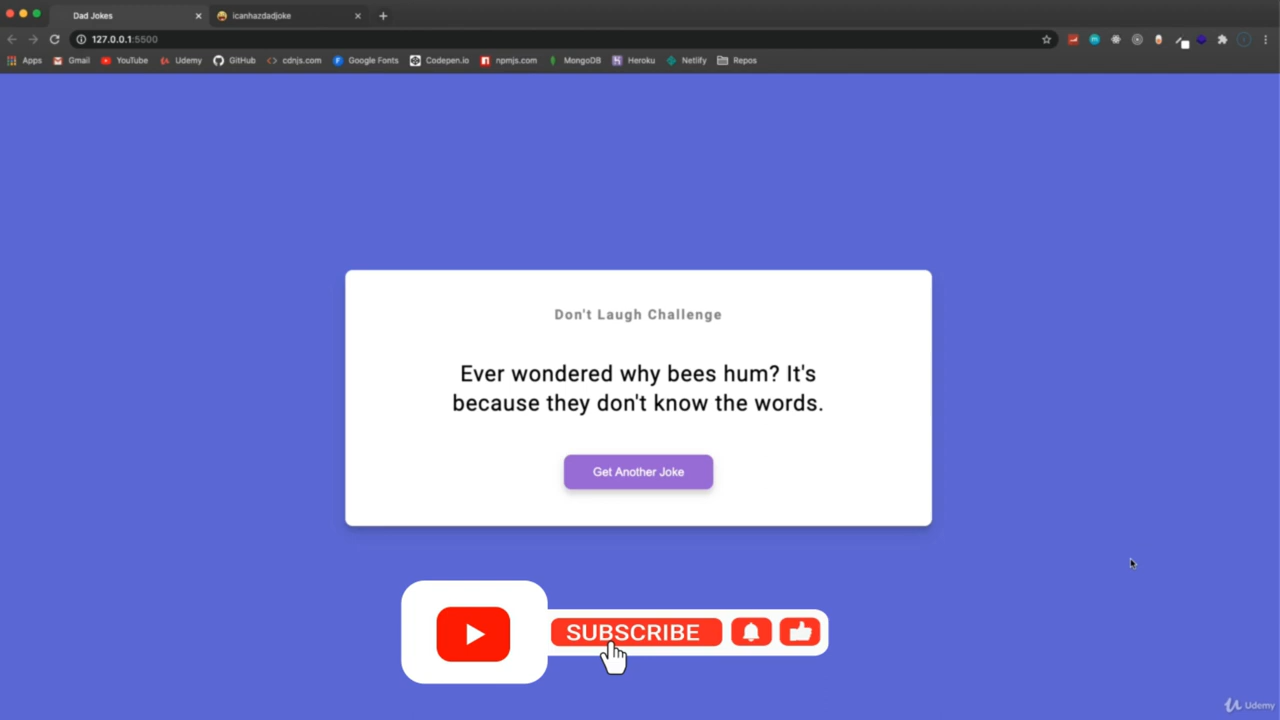 Dad Jokes
icanhazdadjoke
127.0.0.1:5500
Apps Gmail YouTube Udemy GitHub cdnjs.com Google Fonts Codepen.io npmjs.com MongoDB Heroku Netlify Repos
Don't Laugh Challenge
Ever wondered why bees hum? It's
because they don't know the words.
Get Another Joke
SUBSCRIBE
Udemy